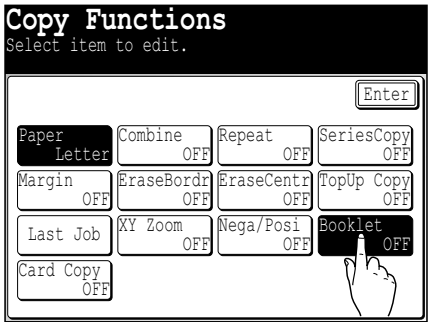 Copy Functions
Select item to edit.
Enter
Paper Combine Repeat SeriesCopy
Letter OFF OFF OFF
Margin EraseBordr EraseCentr TopUp Copy
OFF OFF OFF OFF
Last Job XY Zoom Nega/Posi Booklet
OFF OFF OFF
Card Copy
OFF